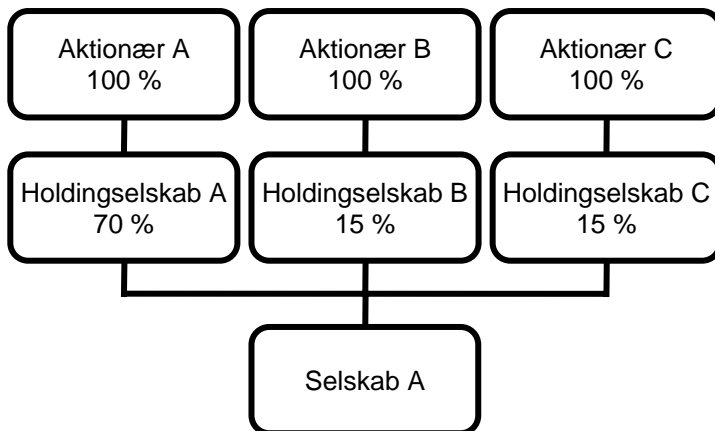 Aktionær A
100 %
Aktionær B
100 %
Aktionær C
100 %
Holdingselskab A
70 %
Holdingselskab B
15 %
Holdingselskab C
15 %
Selskab A